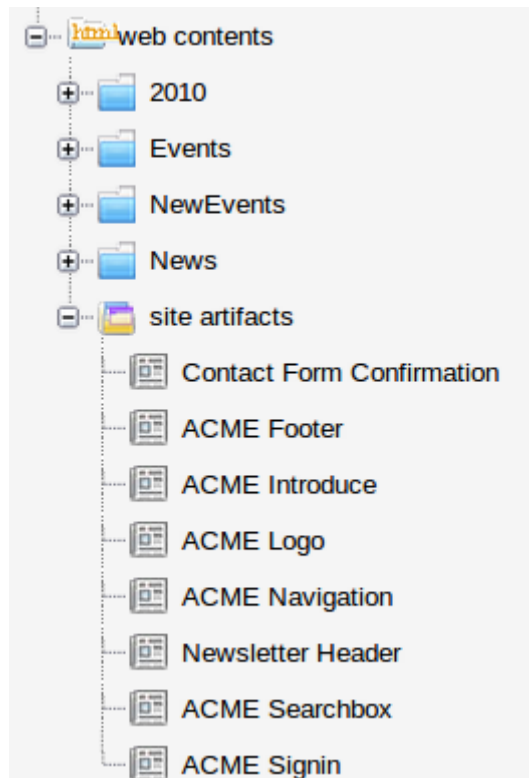 html web contents
2010
Events
NewEvents
News
site artifacts
Contact Form Confirmation
ACME Footer
ACME Introduce
ACME Logo
ACME Navigation
Newsletter Header
ACME Searchbox
ACME Signin